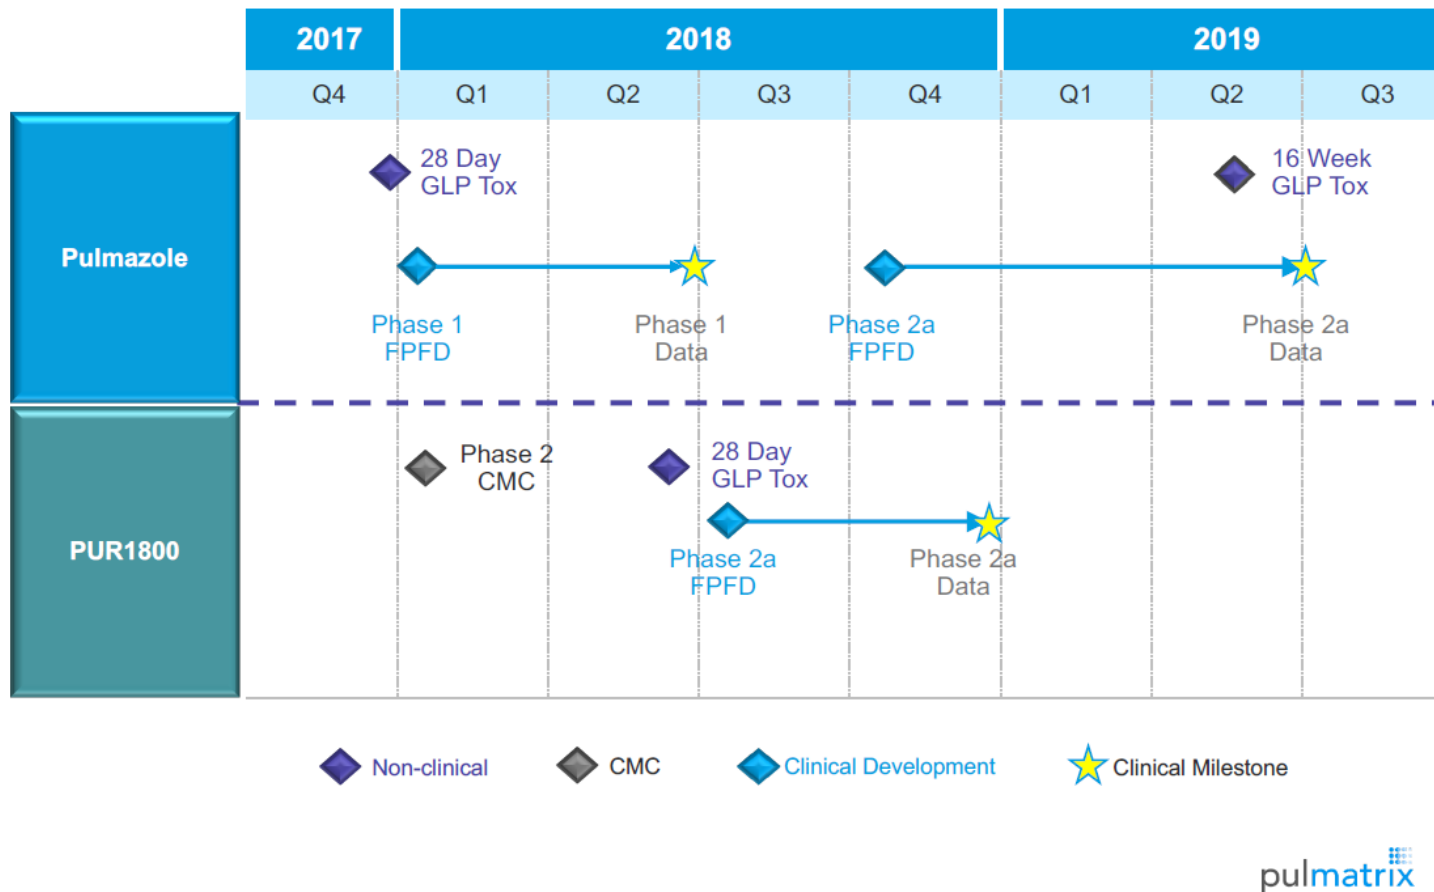 2017
2018
2019
Q4
Q1
Q2
Q3
Q4
Q1
Q2
Q3
Pulmazole
28 Day
GLP Tox
16 Week
GLP Tox
Phase 1
FPFD
Phase 1
Data
Phase 2a
FPFD
Phase 2a
Data
PUR1800
Phase 2
CMC
28 Day
GLP Tox
Phase 2a
FPFD
Phase 2a
Data
Non-clinical
CMC
Clinical Development
Clinical Milestone
pulmatrix